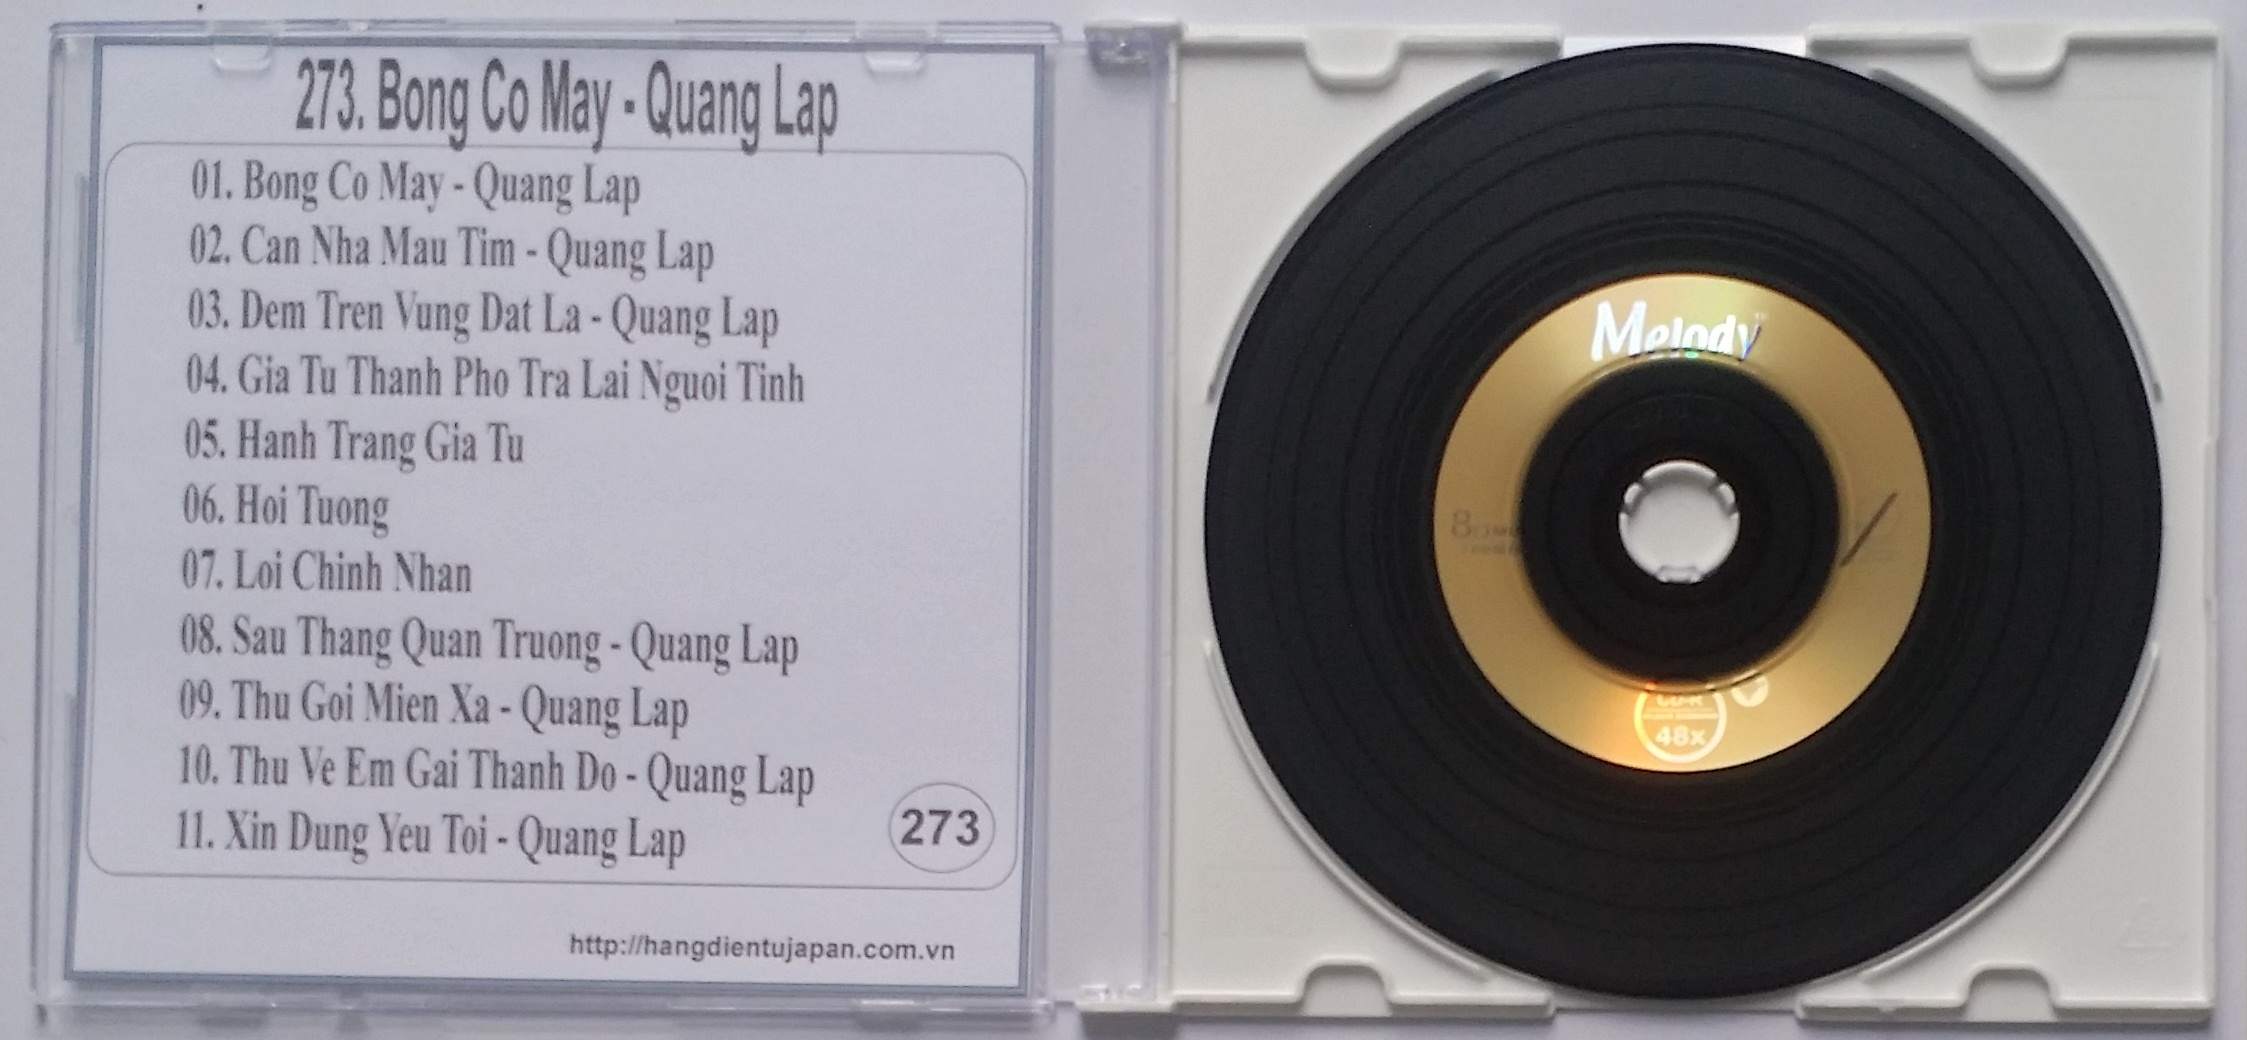 273. Bong Co May - Quang Lap
01. Bong Co May - Quang Lap
02. Can Nha Mau Tim - Quang Lap
03. Dem Tren Vung Dat La - Quang Lap
04. Gia Tu Thanh Pho Tra Lai Nguoi Tinh
05. Hanh Trang Gia Tu
06. Hoi Tuong
07. Loi Chinh Nhan
08. Sau Thang Quan Truong - Quang Lap
09. Thu Goi Mien Xa - Quang Lap
10. Thu Ve Em Gai Thanh Do - Quang Lap
11. Xin Dung Yeu Toi - Quang Lap
273
http://hangdientujapan.com.vn
Melody
CD-R
48x